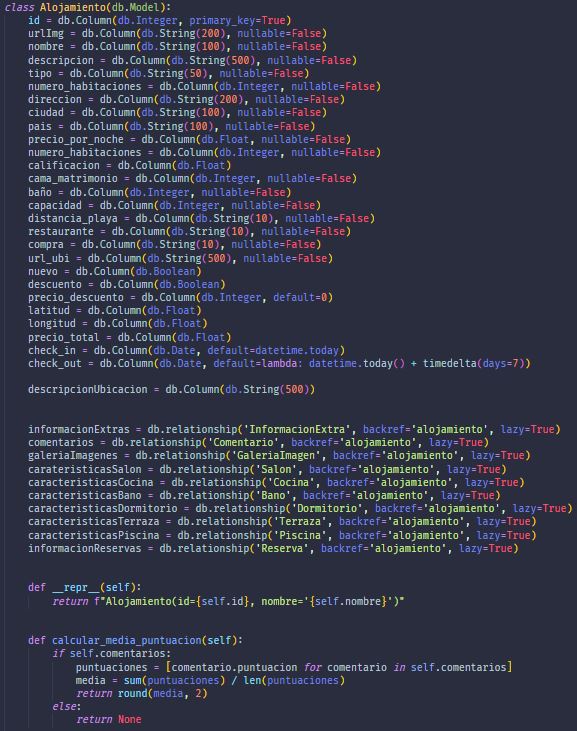 class Alojamiento(db.Model):
    id = db.Column(db.Integer, primary_key=True)
    urlImg = db.Column(db.String(200), nullable=False)
    nombre = db.Column(db.String(100), nullable=False)
    descripcion = db.Column(db.String(500), nullable=False)
    tipo = db.Column(db.String(50), nullable=False)
    numero_habitaciones = db.Column(db.Integer, nullable=False)
    direccion = db.Column(db.String(200), nullable=False)
    ciudad = db.Column(db.String(100), nullable=False)
    pais = db.Column(db.String(100), nullable=False)
    precio_por_noche = db.Column(db.Float, nullable=False)
    numero_habitaciones = db.Column(db.Integer, nullable=False)
    calificacion = db.Column(db.Float)
    cama_matrimonio = db.Column(db.Integer, nullable=False)
    baño = db.Column(db.Integer, nullable=False)
    capacidad = db.Column(db.Integer, nullable=False)
    distancia_playa = db.Column(db.String(10), nullable=False)
    restaurante = db.Column(db.String(10), nullable=False)
    compra = db.Column(db.String(10), nullable=False)
    url_ubi = db.Column(db.String(500), nullable=False)
    nuevo = db.Column(db.Boolean)
    descuento = db.Column(db.Boolean)
    precio_descuento = db.Column(db.Integer, default=0)
    latitud = db.Column(db.Float)
    longitud = db.Column(db.Float)
    precio_total = db.Column(db.Float)
    check_in = db.Column(db.Date, default=datetime.today)
    check_out = db.Column(db.Date, default=lambda: datetime.today() + timedelta(days=7))

    descripcionUbicacion = db.Column(db.String(500))


    informacionExtras = db.relationship('InformacionExtra', backref='alojamiento', lazy=True)
    comentarios = db.relationship('Comentario', backref='alojamiento', lazy=True)
    galeriaImagenes = db.relationship('GaleriaImagen', backref='alojamiento', lazy=True)
    carateristicasSalon = db.relationship('Salon', backref='alojamiento', lazy=True)
    caracteristicasCocina = db.relationship('Cocina', backref='alojamiento', lazy=True)
    caracteristicasBano = db.relationship('Bano', backref='alojamiento', lazy=True)
    caracteristicasDormitorio = db.relationship('Dormitorio', backref='alojamiento', lazy=True)
    caracteristicasTerraza = db.relationship('Terraza', backref='alojamiento', lazy=True)
    caracteristicasPiscina = db.relationship('Piscina', backref='alojamiento', lazy=True)
    informacionReservas = db.relationship('Reserva', backref='alojamiento', lazy=True)


    def __repr__(self):
        return f"Alojamiento(id={self.id}, nombre='{self.nombre}')"


    def calcular_media_puntuacion(self):
        if self.comentarios:
            puntuaciones = [comentario.puntuacion for comentario in self.comentarios]
            media = sum(puntuaciones) / len(puntuaciones)
            return round(media, 2)
        else:
            return None